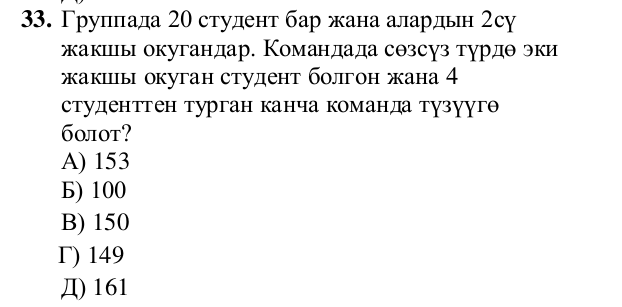 33. Группада 20 студент бар жана алардын 2сү
жакшы окугандар. Командада сөзсүз түрдө эки
жакшы окуган студент болгон жана 4
студенттен турган канча команда түзүүгө
болот?
А) 153
Б) 100
В) 150
Г) 149
Д) 161